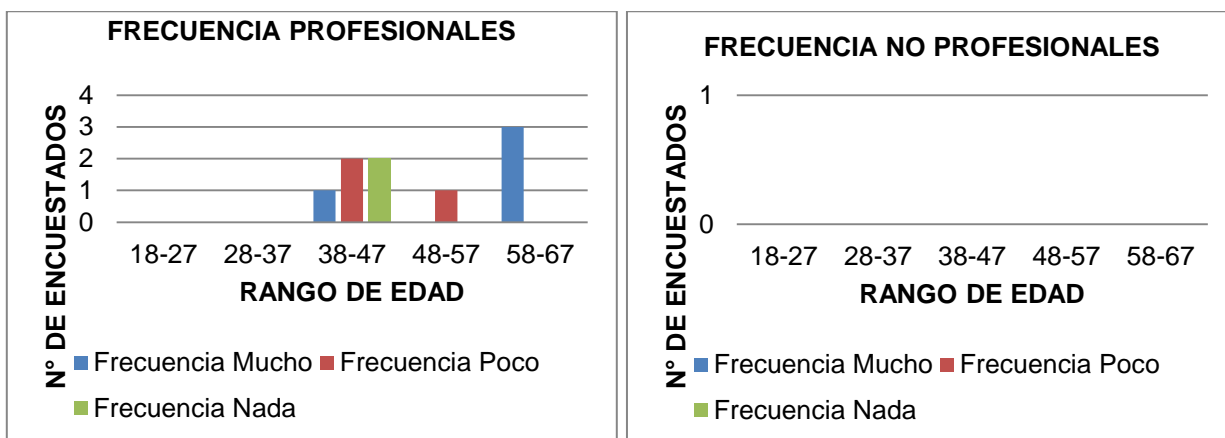 FRECUENCIA PROFESIONALES
N° DE ENCUESTADOS
4
3
2
1
0
18-27 28-37 38-47 48-57 58-67
RANGO DE EDAD
Frecuencia Mucho Frecuencia Poco
Frecuencia Nada
FRECUENCIA NO PROFESIONALES
N° DE ENCUESTADOS
1
0
18-27 28-37 38-47 48-57 58-67
RANGO DE EDAD
Frecuencia Mucho Frecuencia Poco
Frecuencia Nada